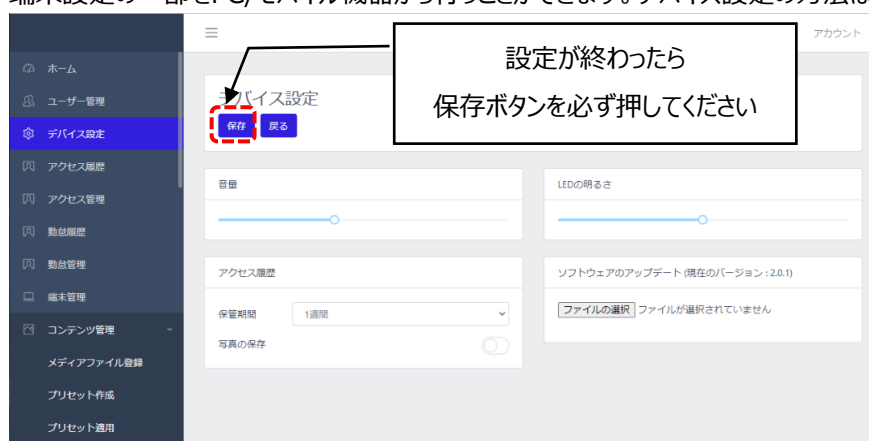 端末設定の一部をPC/モバイル機器から行うことができます。デバイス設定の方法は
アカウント
設定が終わったら
保存ボタンを必ず押してください
ホーム
ユーザー管理
デバイス設定
アクセス履歴
アクセス管理
勤怠履歴
勤怠管理
端末管理
コンテンツ管理
メディアファイル登録
プリセット作成
プリセット適用
デバイス設定
保存 戻る
音量
LEDの明るさ
アクセス履歴
保管期間 1週間
写真の保存
ソフトウェアのアップデート (現在のバージョン : 2.0.1)
ファイルの選択 ファイルが選択されていません